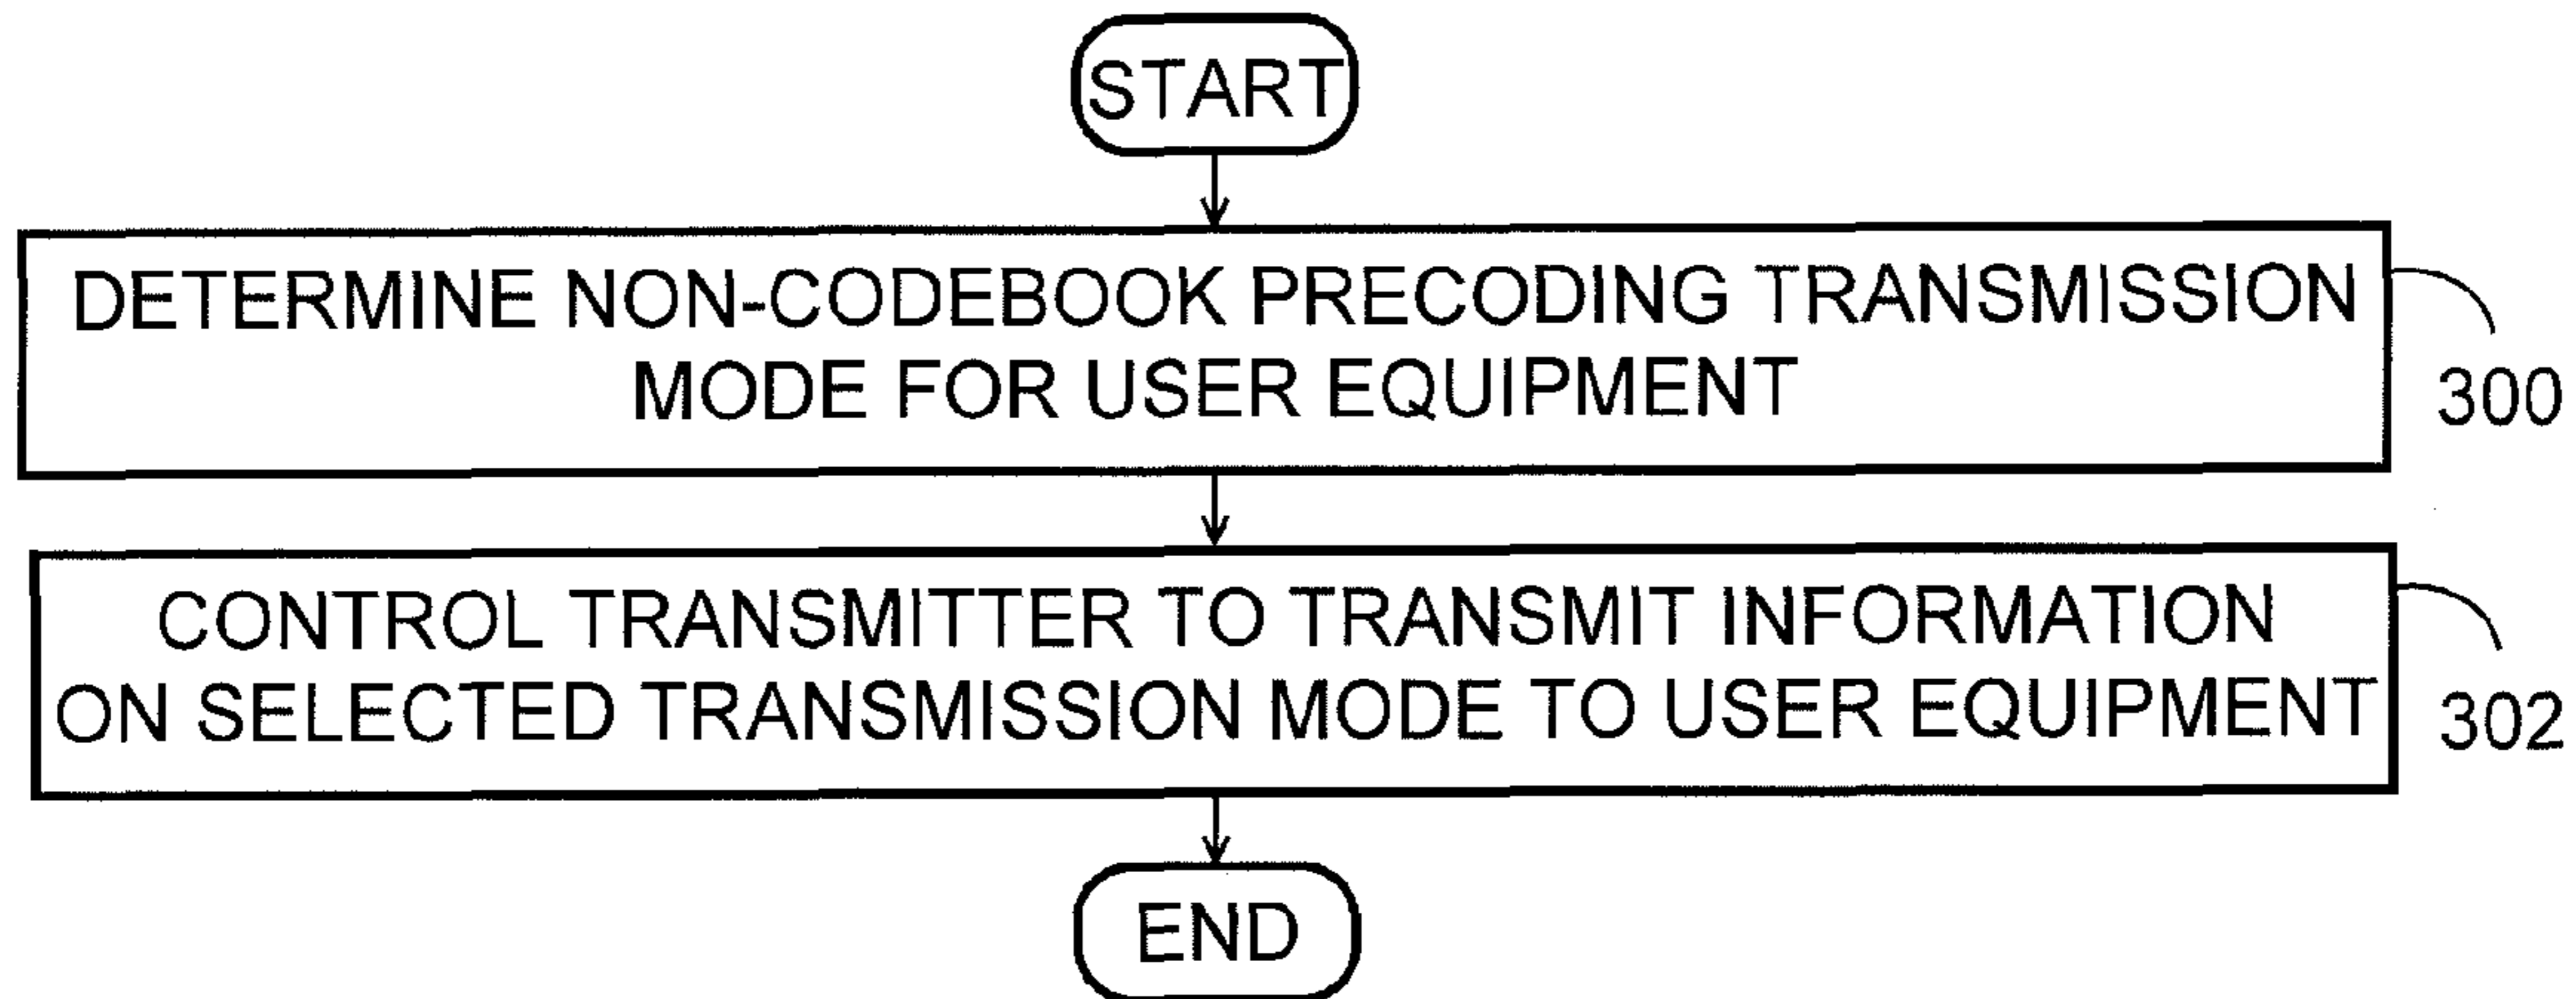 START
DETERMINE NON-CODEBOOK PRECODING TRANSMISSION
MODE FOR USER EQUIPMENT
300
CONTROL TRANSMITTER TO TRANSMIT INFORMATION
ON SELECTED TRANSMISSION MODE TO USER EQUIPMENT
302
END